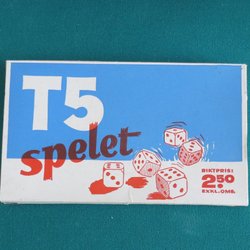 T5
spelet
RIKTPRIS:
2.50
EXKL.OMS.